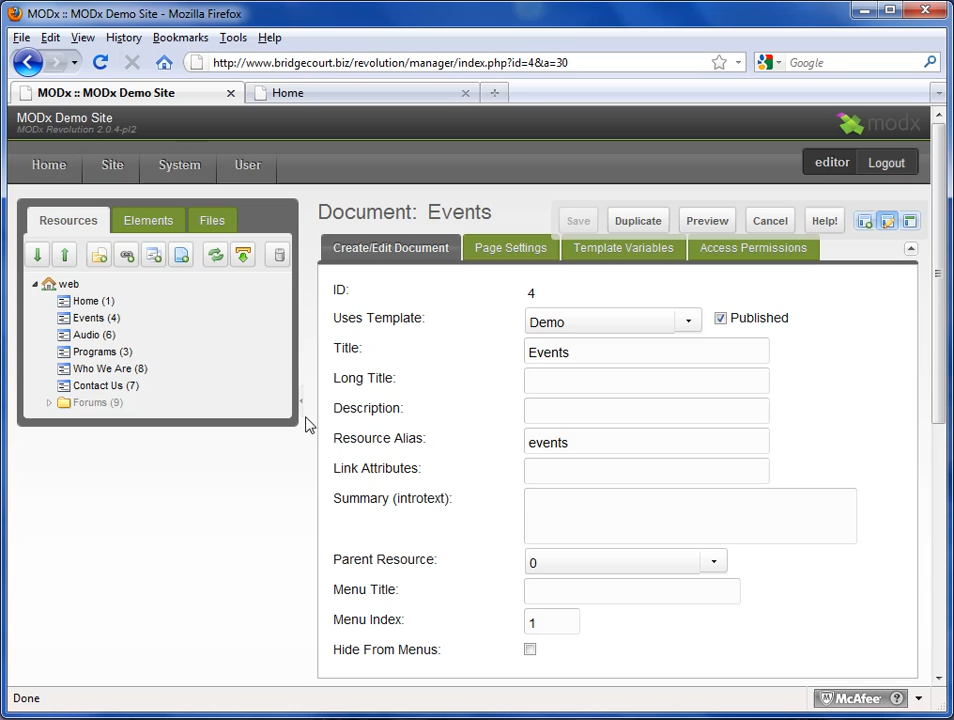 MODx :: MODx Demo Site - Mozilla Firefox
File Edit View History Bookmarks Tools Help
http://www.bridgecourt.biz/revolution/manager/index.php?id=4&a=30
Google
MODx :: MODx Demo Site
Home
MODx Demo Site
MODx Revolution 2.0.4-pl2
modx
Home Site System User
editor Logout
Resources Elements Files
web
Home (1)
Events (4)
Audio (6)
Programs (3)
Who We Are (8)
Contact Us (7)
Forums (9)
Document: Events
Save Duplicate Preview Cancel Help!
Create/Edit Document Page Settings Template Variables Access Permissions
ID: 4
Uses Template: Demo Published
Title: Events
Long Title:
Description:
Resource Alias: events
Link Attributes:
Summary (introtext):
Parent Resource: 0
Menu Title:
Menu Index: 1
Hide From Menus:
Done
McAfee